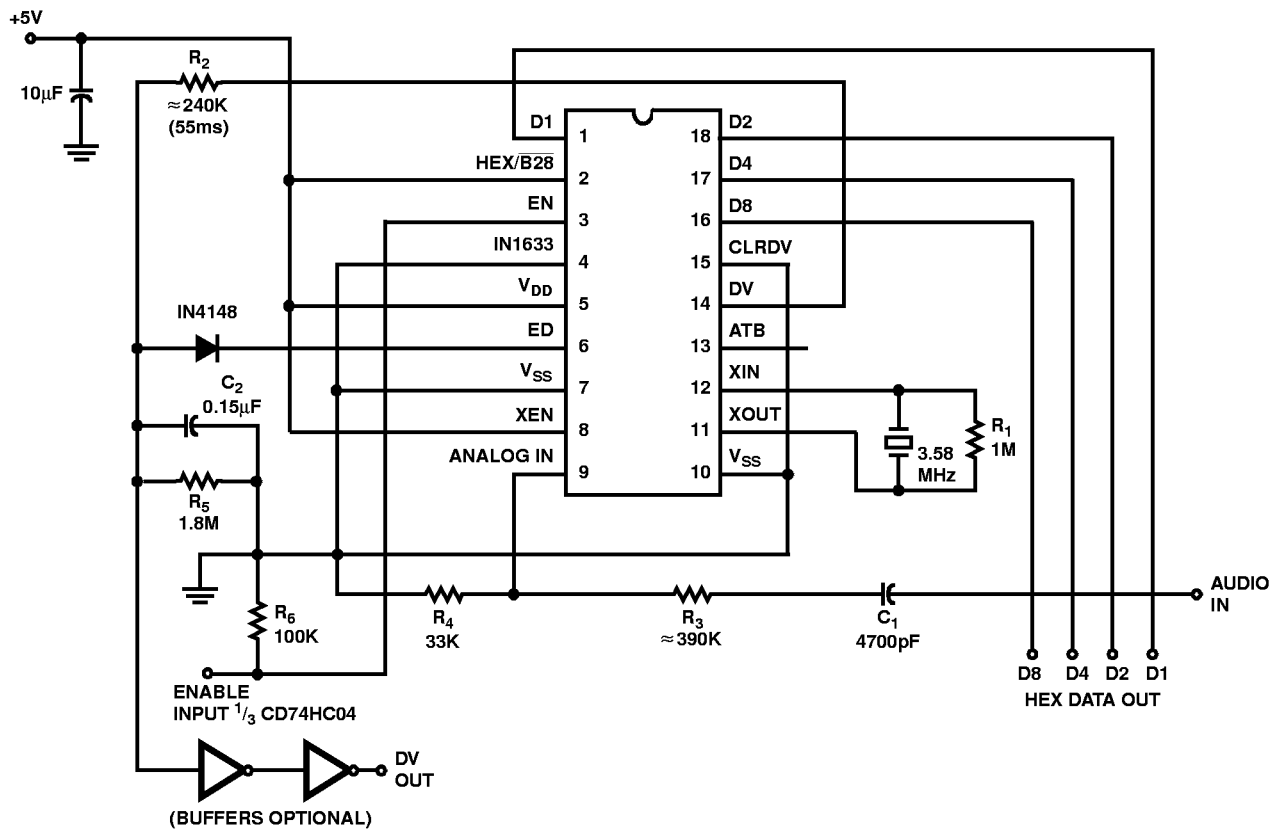 +5V
10μF
R2
≈240K
(55ms)
D1
HEX/B28
EN
IN1633
VDD
ED
VSS
XEN
ANALOG IN
1
2
3
4
5
6
7
8
9
18
17
16
15
14
13
12
11
10
D2
D4
D8
CLRDV
DV
ATB
XIN
XOUT
VSS
IN4148
C2
0.15μF
R5
1.8M
R6
100K
3.58
MHz
R1
1M
R4
33K
R3
≈390K
C1
4700pF
AUDIO
IN
D8 D4 D2 D1
HEX DATA OUT
ENABLE
INPUT 1/3 CD74HC04
DV
OUT
(BUFFERS OPTIONAL)